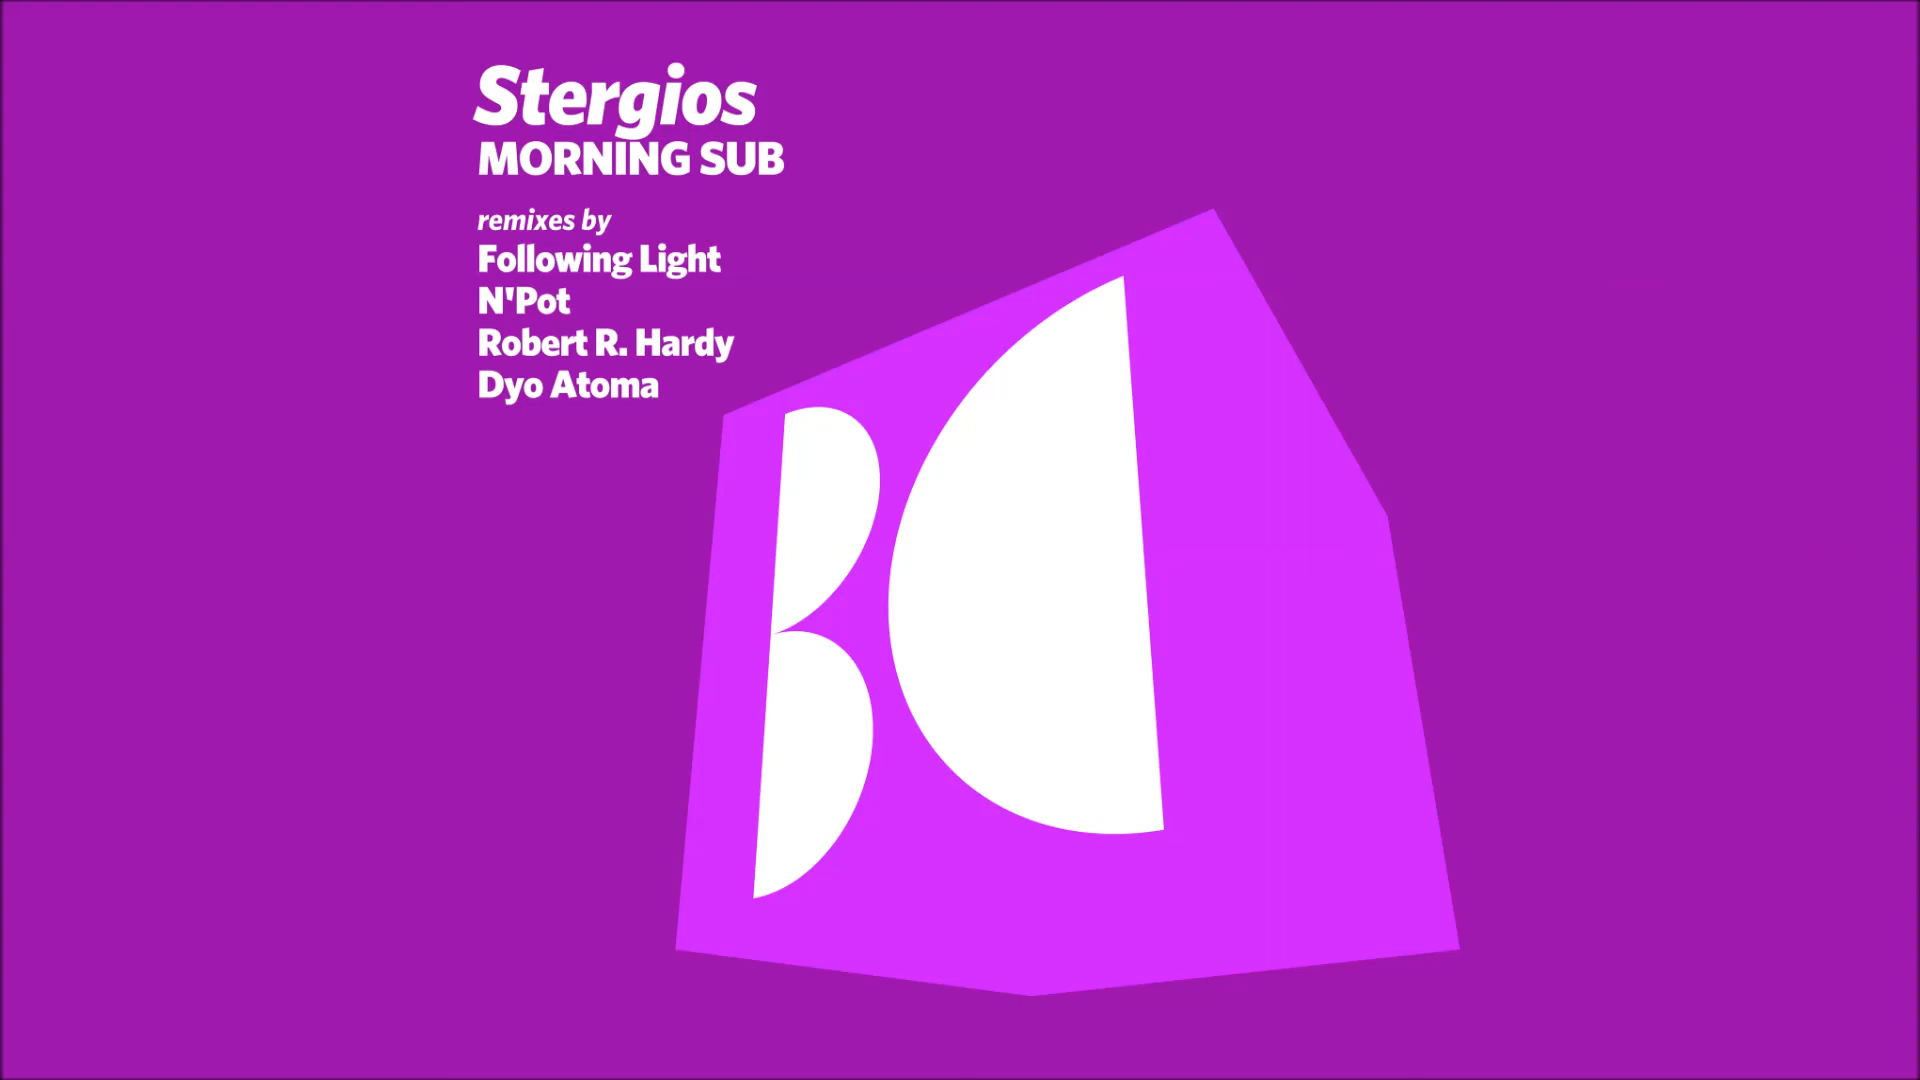 Stergios
MORNING SUB
remixes by
Following Light
N'Pot
Robert R. Hardy
Dyo Atoma